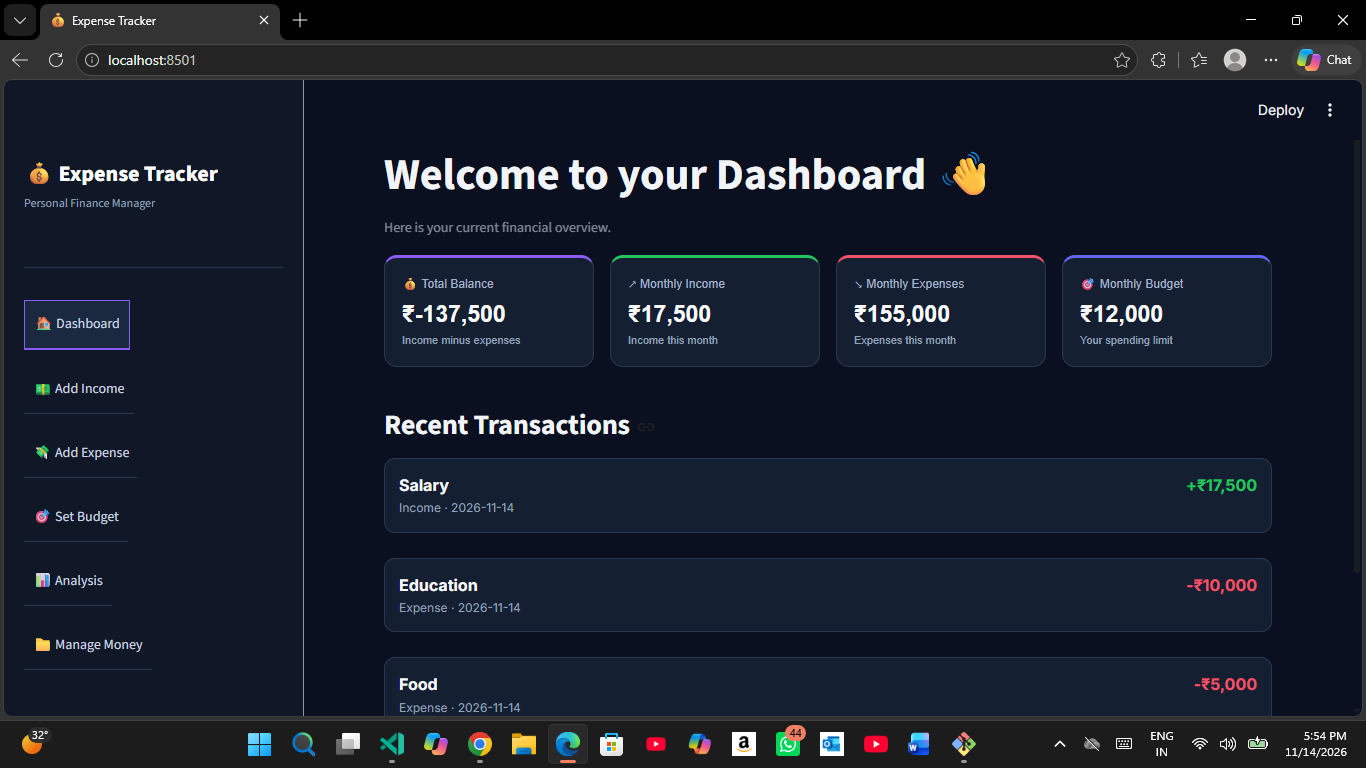 Expense Tracker
localhost:8501
Chat
Deploy
Expense Tracker
Personal Finance Manager
Dashboard
Add Income
Add Expense
Set Budget
Analysis
Manage Money
Welcome to your Dashboard
Here is your current financial overview.
Total Balance
₹-137,500
Income minus expenses
Monthly Income
₹17,500
Income this month
Monthly Expenses
₹155,000
Expenses this month
Monthly Budget
₹12,000
Your spending limit
Recent Transactions
Salary
+₹17,500
Income · 2026-11-14
Education
-₹10,000
Expense · 2026-11-14
Food
-₹5,000
Expense · 2026-11-14
32°
44
ENG
IN
5:54 PM
11/14/2026